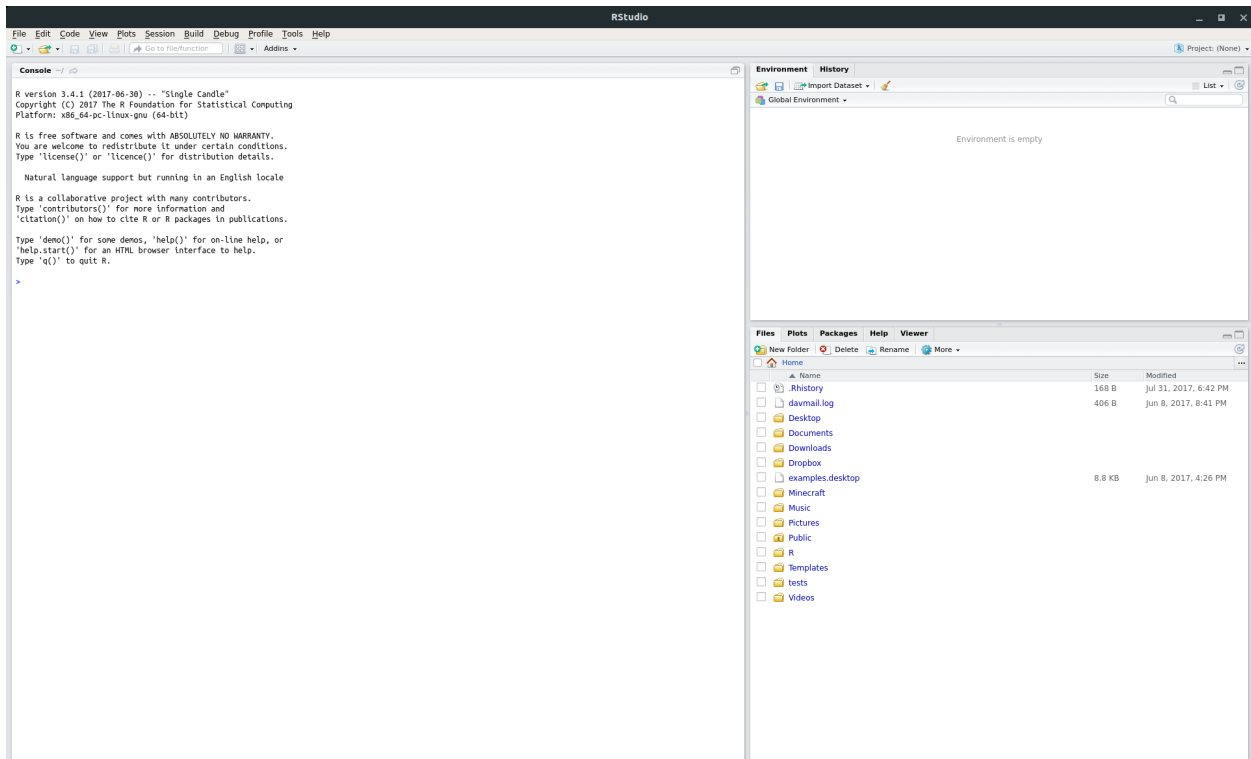 RStudio
File Edit Code View Plots Session Build Debug Profile Tools Help
Go to file/function Addins Project: (None)
Console ~/
R version 3.4.1 (2017-06-30) -- "Single Candle"
Copyright (C) 2017 The R Foundation for Statistical Computing
Platform: x86_64-pc-linux-gnu (64-bit)
R is free software and comes with ABSOLUTELY NO WARRANTY.
You are welcome to redistribute it under certain conditions.
Type 'license()' or 'licence()' for distribution details.
Natural language support but running in an English locale
R is a collaborative project with many contributors.
Type 'contributors()' for more information and
'citation()' on how to cite R or R packages in publications.
Type 'demo()' for some demos, 'help()' for on-line help, or
'help.start()' for an HTML browser interface to help.
Type 'q()' to quit R.
>
Environment History
Import Dataset List
Global Environment
Environment is empty
Files Plots Packages Help Viewer
New Folder Delete Rename More
Home ...
Name Size Modified
.Rhistory 168 B Jul 31, 2017, 6:42 PM
davmail.log 406 B Jun 8, 2017, 8:41 PM
Desktop
Documents
Downloads
Dropbox
examples.desktop 8.8 KB Jun 8, 2017, 4:26 PM
Minecraft
Music
Pictures
Public
R
Templates
tests
Videos